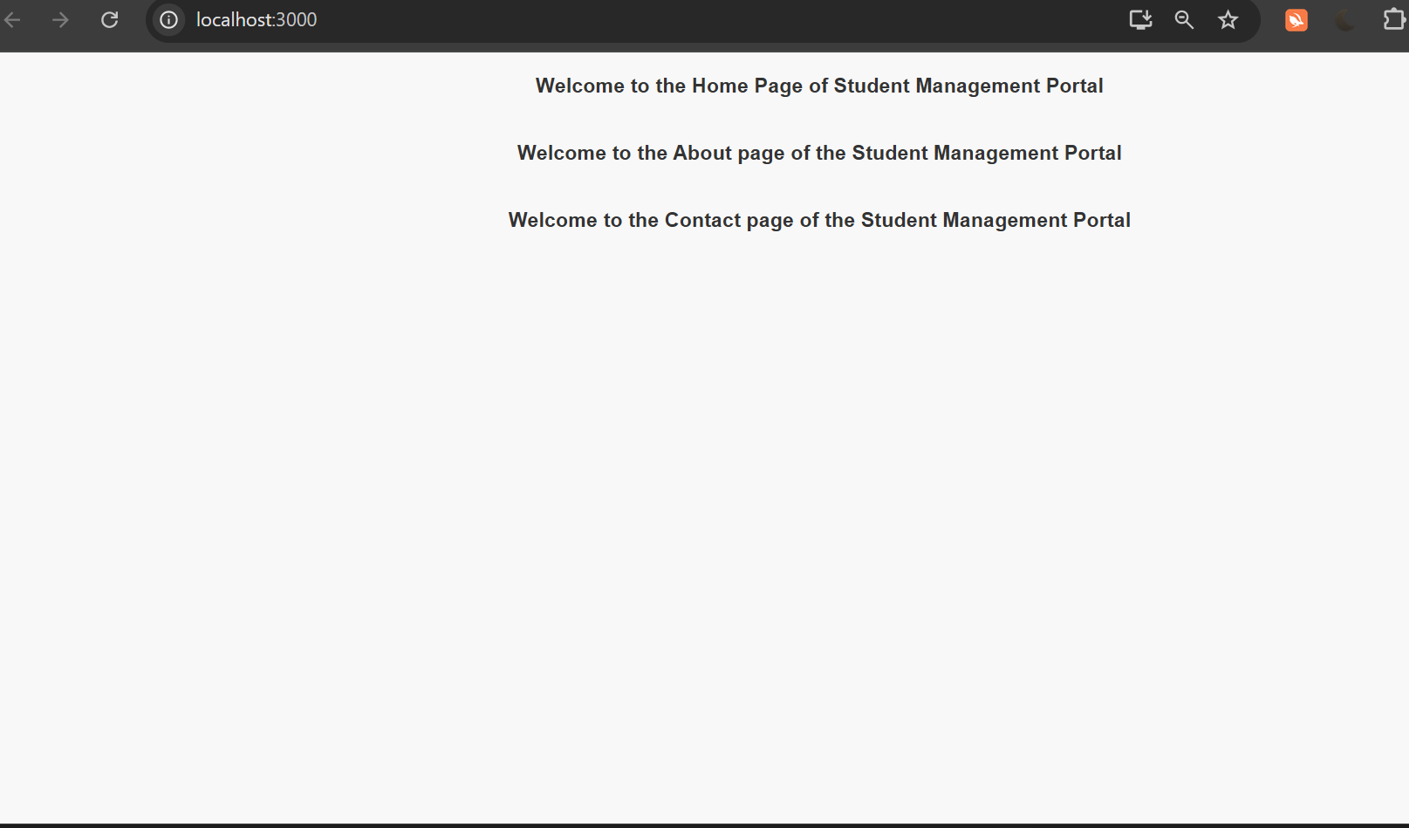 localhost:3000
Welcome to the Home Page of Student Management Portal
Welcome to the About page of the Student Management Portal
Welcome to the Contact page of the Student Management Portal